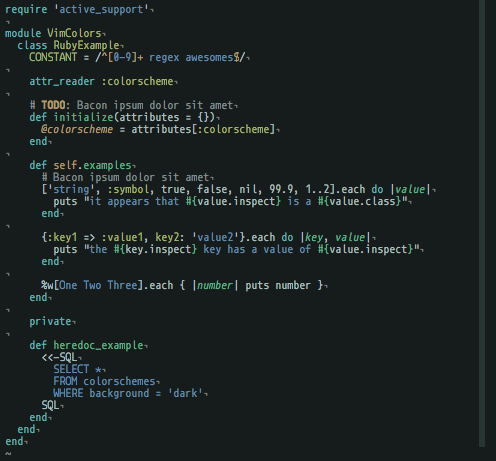 require 'active_support'¬
¬
module VimColors¬
  class RubyExample¬
    CONSTANT = /^[0-9]+ regex awesomes$/¬
¬
    attr_reader :colorscheme¬
¬
    # TODO: Bacon ipsum dolor sit amet¬
    def initialize(attributes = {})¬
      @colorscheme = attributes[:colorscheme]¬
    end¬
¬
    def self.examples¬
      # Bacon ipsum dolor sit amet¬
      ['string', :symbol, true, false, nil, 99.9, 1..2].each do |value|¬
        puts "it appears that #{value.inspect} is a #{value.class}"¬
      end¬
¬
      {:key1 => :value1, key2: 'value2'}.each do |key, value|¬
        puts "the #{key.inspect} key has a value of #{value.inspect}"¬
      end¬
¬
      %w[One Two Three].each { |number| puts number }¬
    end¬
¬
    private¬
¬
    def heredoc_example¬
      <<-SQL¬
        SELECT *¬
        FROM colorschemes¬
        WHERE background = 'dark'¬
      SQL¬
    end¬
  end¬
end¬
~